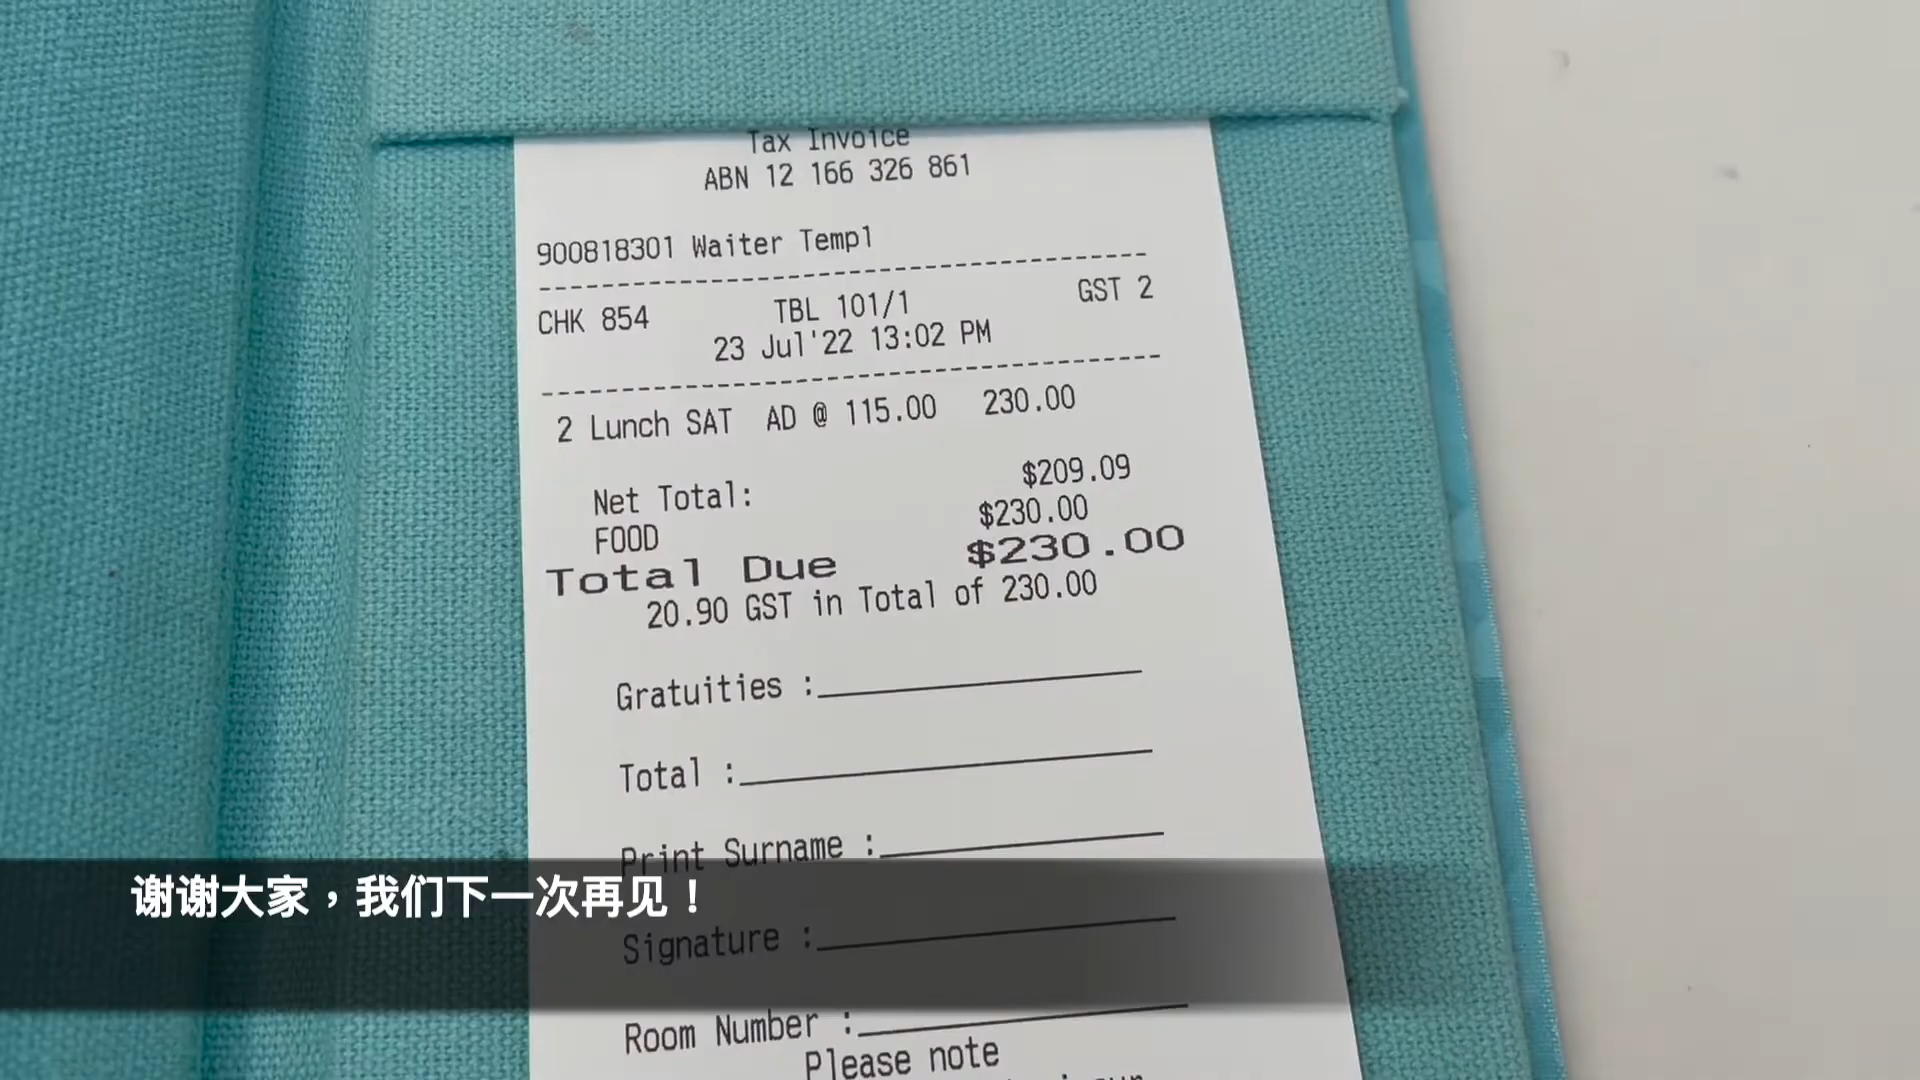 Tax Invoice
ABN 12 166 326 861
900818301 Waiter Temp1
CHK 854 TBL 101/1 GST 2
23 Jul'22 13:02 PM
2 Lunch SAT AD @ 115.00 230.00
Net Total: $209.09
FOOD $230.00
Total Due $230.00
20.90 GST in Total of 230.00
Gratuities :
Total :
Print Surname :
谢谢大家，我们下一次再见！
Signature :
Room Number :
Please note